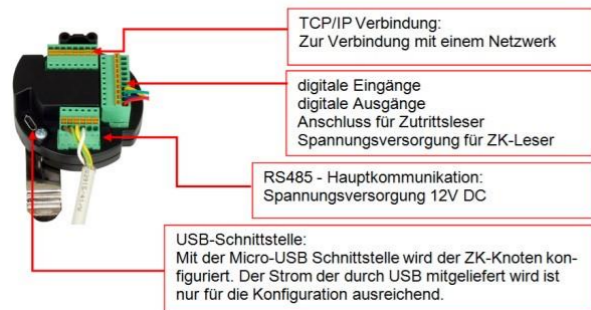 TCP/IP Verbindung:
Zur Verbindung mit einem Netzwerk
digitale Eingänge
digitale Ausgänge
Anschluss für Zutrittsleser
Spannungsversorgung für ZK-Leser
RS485 - Hauptkommunikation:
Spannungsversorgung 12V DC
USB-Schnittstelle:
Mit der Micro-USB Schnittstelle wird der ZK-Knoten kon-
figuriert. Der Strom der durch USB mitgeliefert wird ist
nur für die Konfiguration ausreichend.